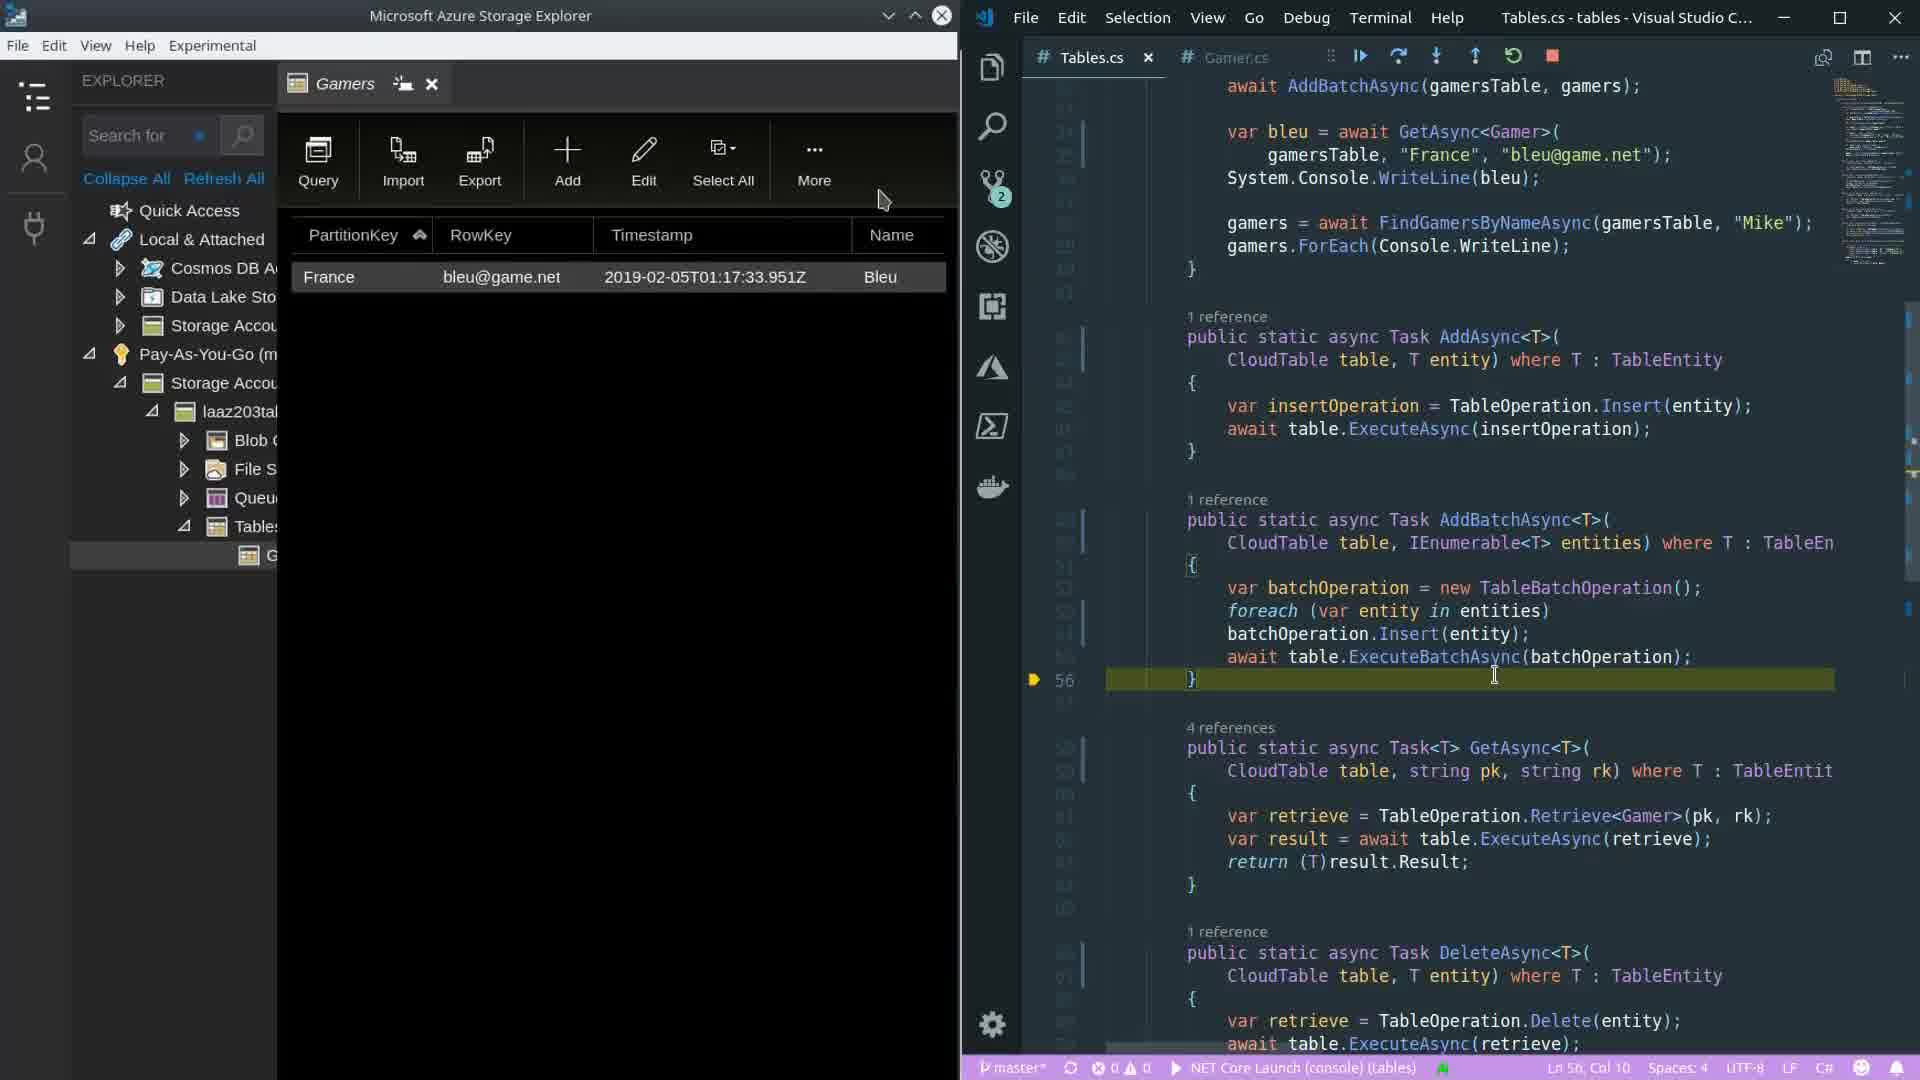 Microsoft Azure Storage Explorer
File Edit View Help Experimental
EXPLORER
Search for
Collapse All Refresh All
Quick Access
Local & Attached
Cosmos DB A
Data Lake Sto
Storage Accou
Pay-As-You-Go (m
Storage Accou
laaz203tal
Blob C
File S
Queu
Tables
G
Gamers
Query Import Export Add Edit Select All More
PartitionKey RowKey Timestamp Name
France bleu@game.net 2019-02-05T01:17:33.951Z Bleu
File Edit Selection View Go Debug Terminal Help Tables.cs - tables - Visual Studio C...
# Tables.cs # Gamer.cs
2
await AddBatchAsync(gamersTable, gamers);
var bleu = await GetAsync<Gamer>(
gamersTable, "France", "bleu@game.net");
System.Console.WriteLine(bleu);
gamers = await FindGamersByNameAsync(gamersTable, "Mike");
gamers.ForEach(Console.WriteLine);
}
1 reference
public static async Task AddAsync<T>(
CloudTable table, T entity) where T : TableEntity
{
var insertOperation = TableOperation.Insert(entity);
await table.ExecuteAsync(insertOperation);
}
1 reference
public static async Task AddBatchAsync<T>(
CloudTable table, IEnumerable<T> entities) where T : TableEn
{
var batchOperation = new TableBatchOperation();
foreach (var entity in entities)
batchOperation.Insert(entity);
await table.ExecuteBatchAsync(batchOperation);
56 }
4 references
public static async Task<T> GetAsync<T>(
CloudTable table, string pk, string rk) where T : TableEntit
{
var retrieve = TableOperation.Retrieve<Gamer>(pk, rk);
var result = await table.ExecuteAsync(retrieve);
return (T)result.Result;
}
1 reference
public static async Task DeleteAsync<T>(
CloudTable table, T entity) where T : TableEntity
{
var retrieve = TableOperation.Delete(entity);
await table.ExecuteAsync(retrieve);
master* 0 0 .NET Core Launch (console) (tables) Ln 56, Col 10 Spaces: 4 UTF-8 LF C#